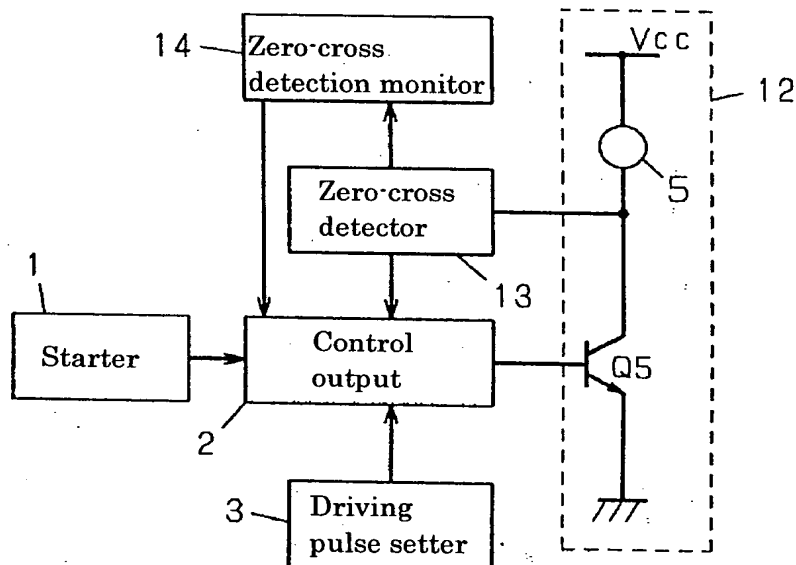 14
Zero-cross
detection monitor
Vcc
12
5
Zero-cross
detector
13
1
Starter
Control
output
2
Q5
3
Driving
pulse setter